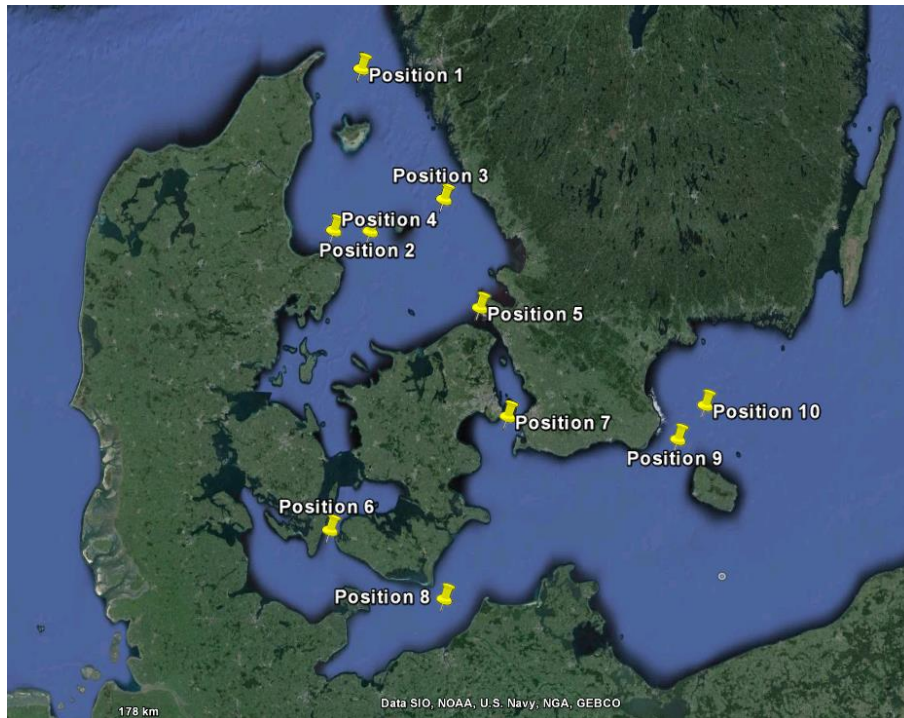 Position 1
Position 3
Position 4
Position 2
Position 5
Position 10
Position 7
Position 9
Position 6
Position 8
Data SIO, NOAA, U.S. Navy, NGA, GEBCO
178 km